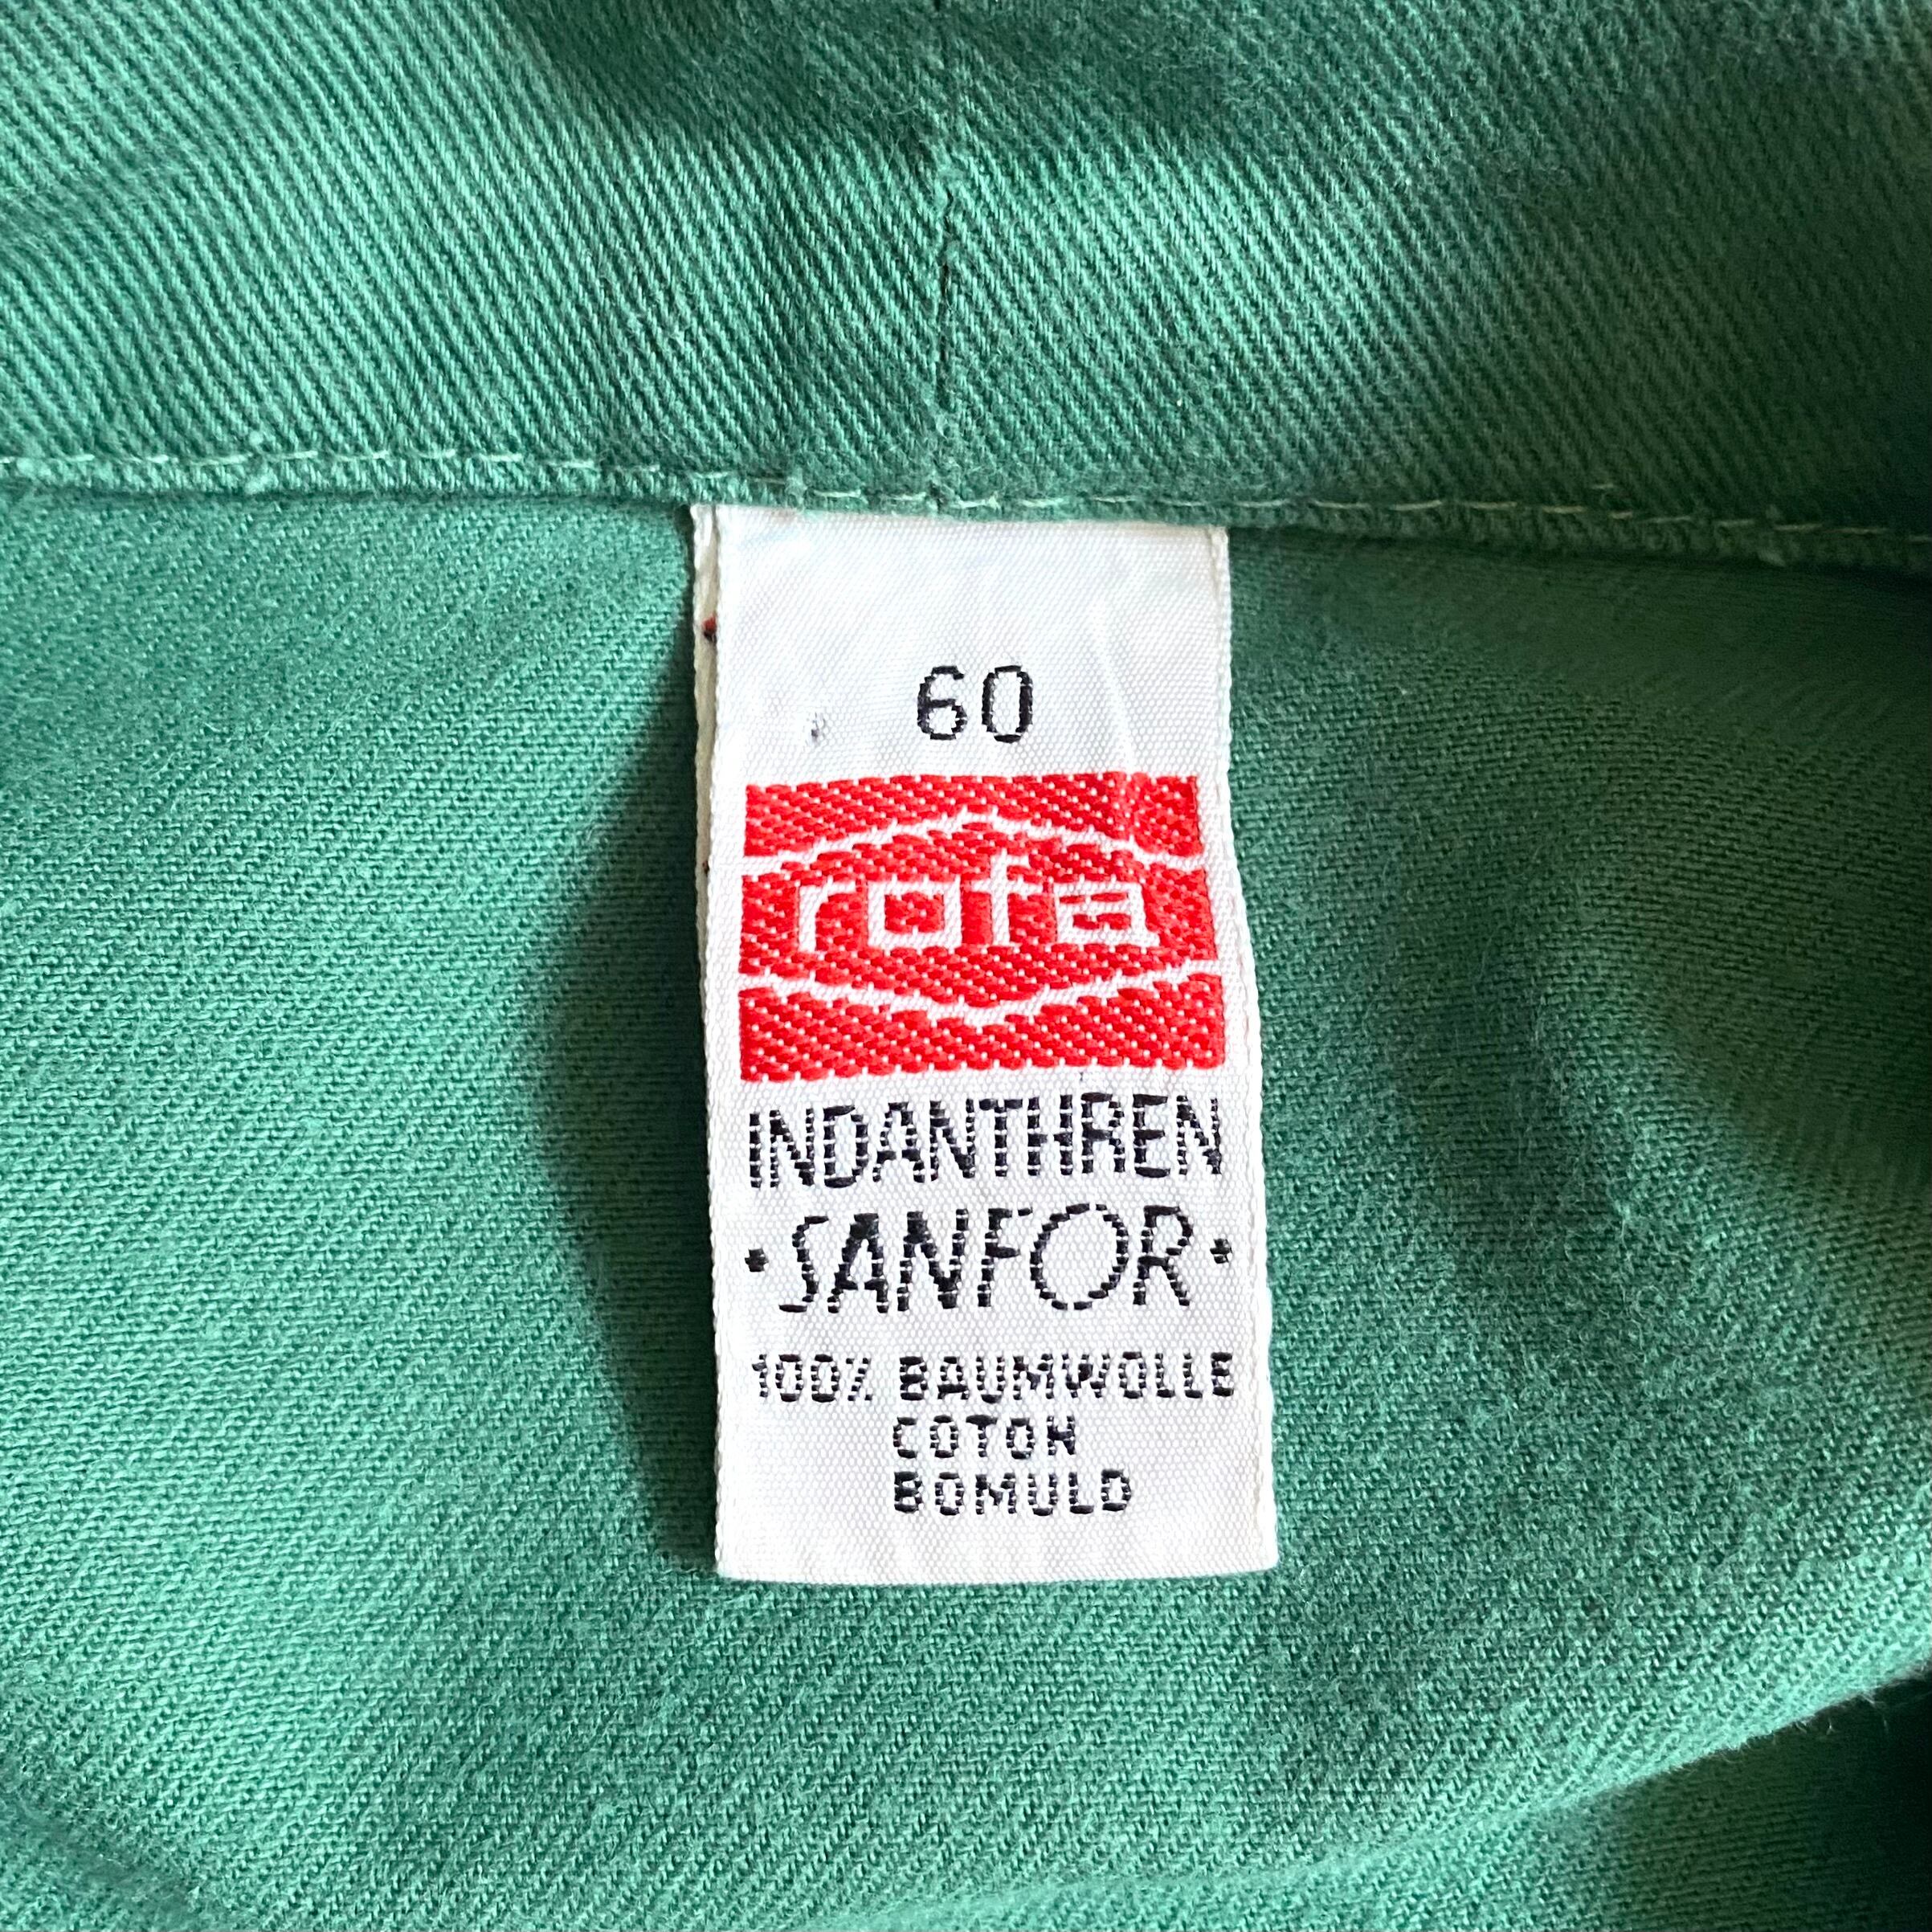 60
rofa
INDANTHREN
•SANFOR•
100% BAUMWOLLE
COTON
BOMULD